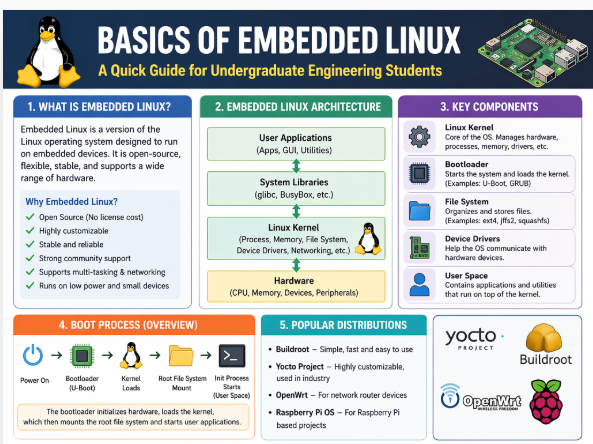 BASICS OF EMBEDDED LINUX
A Quick Guide for Undergraduate Engineering Students
1. WHAT IS EMBEDDED LINUX?
Embedded Linux is a version of the
Linux operating system designed to run
on embedded devices. It is open-source,
flexible, stable, and supports a wide
range of hardware.
Why Embedded Linux?
Open Source (No license cost)
Highly customizable
Stable and reliable
Strong community support
Supports multi-tasking & networking
Runs on low power and small devices
2. EMBEDDED LINUX ARCHITECTURE
User Applications
(Apps, GUI, Utilities)
System Libraries
(glibc, BusyBox, etc.)
Linux Kernel
(Process, Memory, File System,
Device Drivers, Networking, etc.)
Hardware
(CPU, Memory, Devices, Peripherals)
3. KEY COMPONENTS
Linux Kernel
Core of the OS. Manages hardware,
processes, memory, drivers, etc.
Bootloader
Starts the system and loads the kernel.
(Examples: U-Boot, GRUB)
File System
Organizes and stores files.
(Examples: ext4, jffs2, squashfs)
Device Drivers
Help the OS communicate with
hardware devices.
User Space
Contains applications and utilities
that run on top of the kernel.
4. BOOT PROCESS (OVERVIEW)
Power On
Bootloader
(U-Boot)
Kernel
Loads
Root File System
Mount
Init Process
Starts
(User Space)
The bootloader initializes hardware, loads the kernel,
which then mounts the root file system and starts user applications.
5. POPULAR DISTRIBUTIONS
• Buildroot – Simple, fast and easy to use
• Yocto Project – Highly customizable,
used in industry
• OpenWrt – For network router devices
• Raspberry Pi OS – For Raspberry Pi
based projects
yocto
PROJECT
Buildroot
OpenWrt
WIRELESS FREEDOM